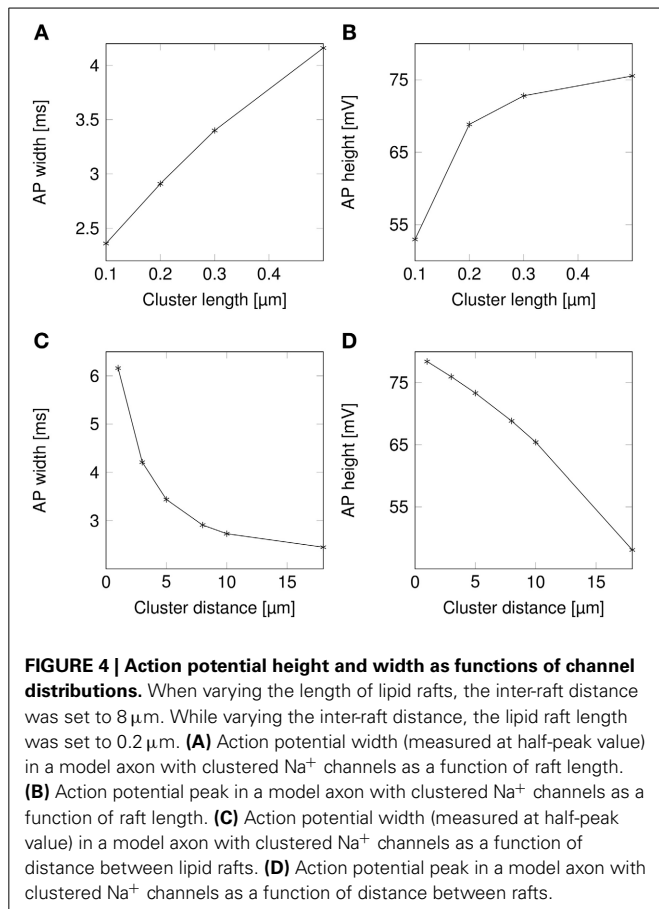 A
4
3.5
3
2.5
AP width [ms]
0.1 0.2 0.3 0.4
Cluster length [μm]
B
75
65
55
AP height [mV]
0.1 0.2 0.3 0.4
Cluster length [μm]
C
6
5
4
3
AP width [ms]
0 5 10 15
Cluster distance [μm]
D
75
65
55
AP height [mV]
0 5 10 15
Cluster distance [μm]
FIGURE 4 | Action potential height and width as functions of channel
distributions. When varying the length of lipid rafts, the inter-raft distance
was set to 8 μm. While varying the inter-raft distance, the lipid raft length
was set to 0.2 μm. (A) Action potential width (measured at half-peak value)
in a model axon with clustered Na⁺ channels as a function of raft length.
(B) Action potential peak in a model axon with clustered Na⁺ channels as a
function of raft length. (C) Action potential width (measured at half-peak
value) in a model axon with clustered Na⁺ channels as a function of
distance between lipid rafts. (D) Action potential peak in a model axon with
clustered Na⁺ channels as a function of distance between rafts.